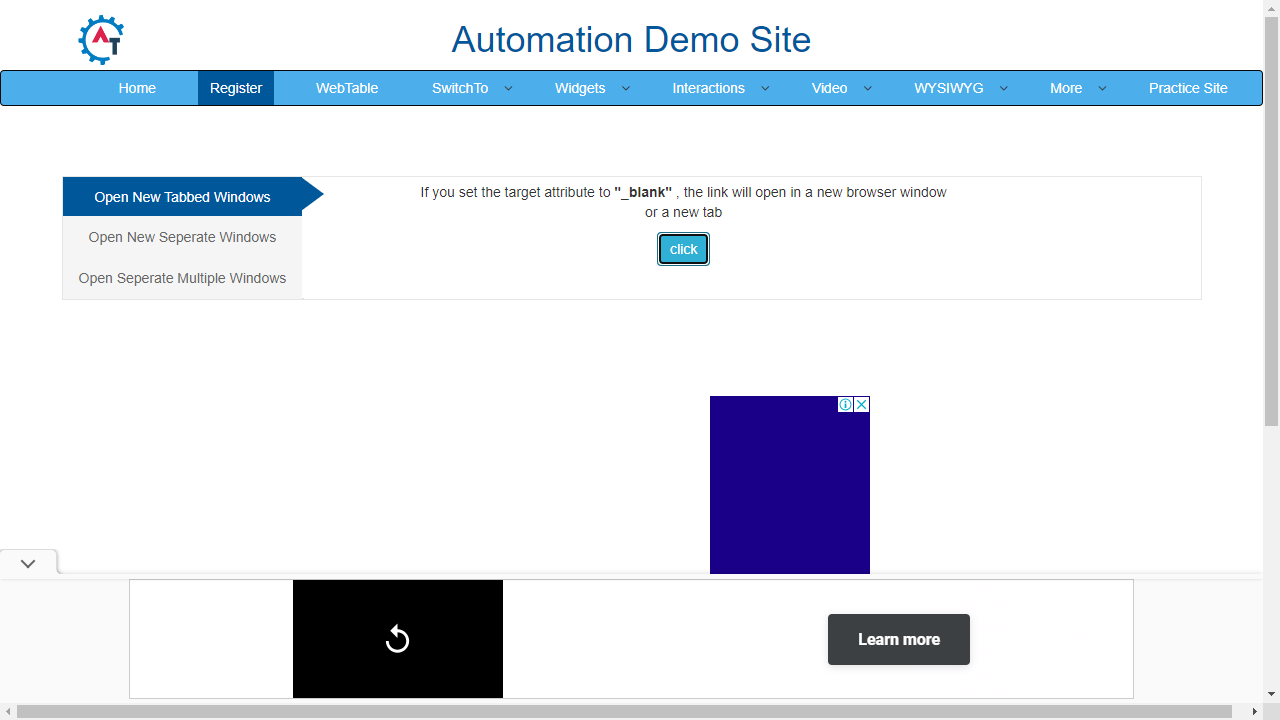 AT
Automation Demo Site
Home Register WebTable SwitchTo Widgets Interactions Video WYSIWYG More Practice Site
Open New Tabbed Windows
Open New Seperate Windows
Open Seperate Multiple Windows
If you set the target attribute to "_blank" , the link will open in a new browser window
or a new tab
click
Learn more